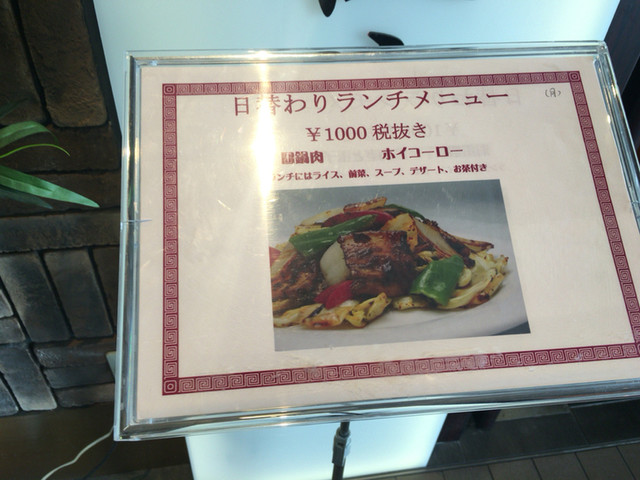 日替わりランチメニュー
(月)
￥1000 税抜き
回鍋肉 ホイコーロー
ランチにはライス、前菜、スープ、デザート、お茶付き